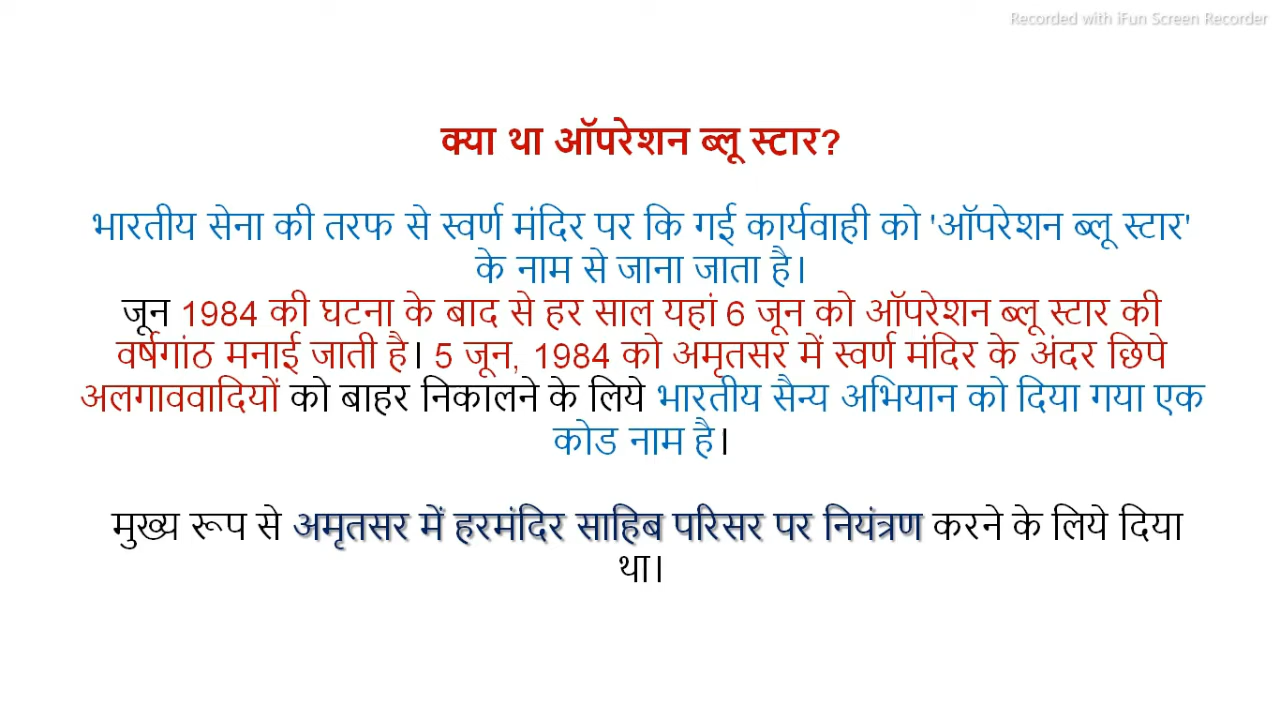 Recorded with iFun Screen Recorder
क्या था ऑपरेशन ब्लू स्टार?
भारतीय सेना की तरफ से स्वर्ण मंदिर पर कि गई कार्यवाही को 'ऑपरेशन ब्लू स्टार'
के नाम से जाना जाता है।
जून 1984 की घटना के बाद से हर साल यहां 6 जून को ऑपरेशन ब्लू स्टार की
वर्षगांठ मनाई जाती है। 5 जून, 1984 को अमृतसर में स्वर्ण मंदिर के अंदर छिपे
अलगाववादियों को बाहर निकालने के लिये भारतीय सैन्य अभियान को दिया गया एक
कोड नाम है।
मुख्य रूप से अमृतसर में हरमंदिर साहिब परिसर पर नियंत्रण करने के लिये दिया
था।